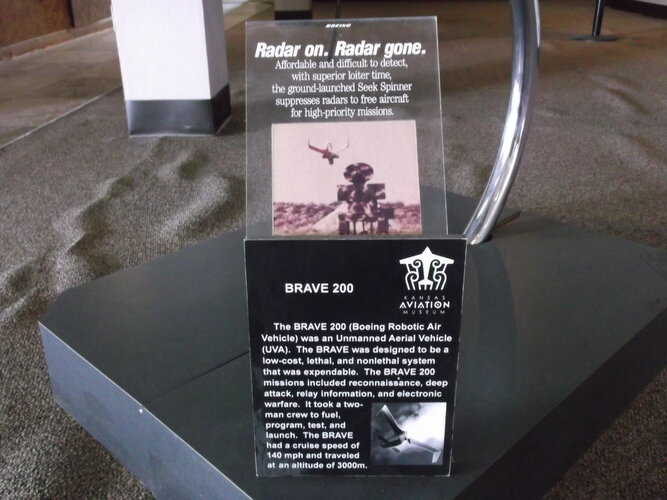 BOEING
Radar on. Radar gone.
Affordable and difficult to detect,
with superior loiter time,
the ground-launched Seek Spinner
suppresses radars to free aircraft
for high-priority missions.
BRAVE 200
KANSAS
AVIATION
MUSEUM
The BRAVE 200 (Boeing Robotic Air
Vehicle) was an Unmanned Aerial Vehicle
(UVA). The BRAVE was designed to be a
low-cost, lethal, and nonlethal system
that was expendable. The BRAVE 200
missions included reconnaissance, deep
attack, relay information, and electronic
warfare. It took a two-
man crew to fuel,
program, test, and
launch. The BRAVE
had a cruise speed of
140 mph and traveled
at an altitude of 3000m.